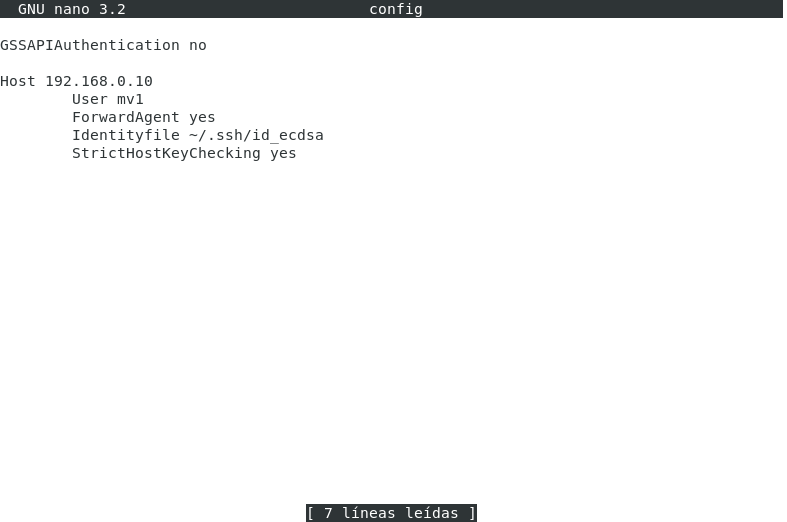 GNU nano 3.2 config
GSSAPIAuthentication no
Host 192.168.0.10
User mv1
ForwardAgent yes
Identityfile ~/.ssh/id_ecdsa
StrictHostKeyChecking yes
[ 7 líneas leídas ]